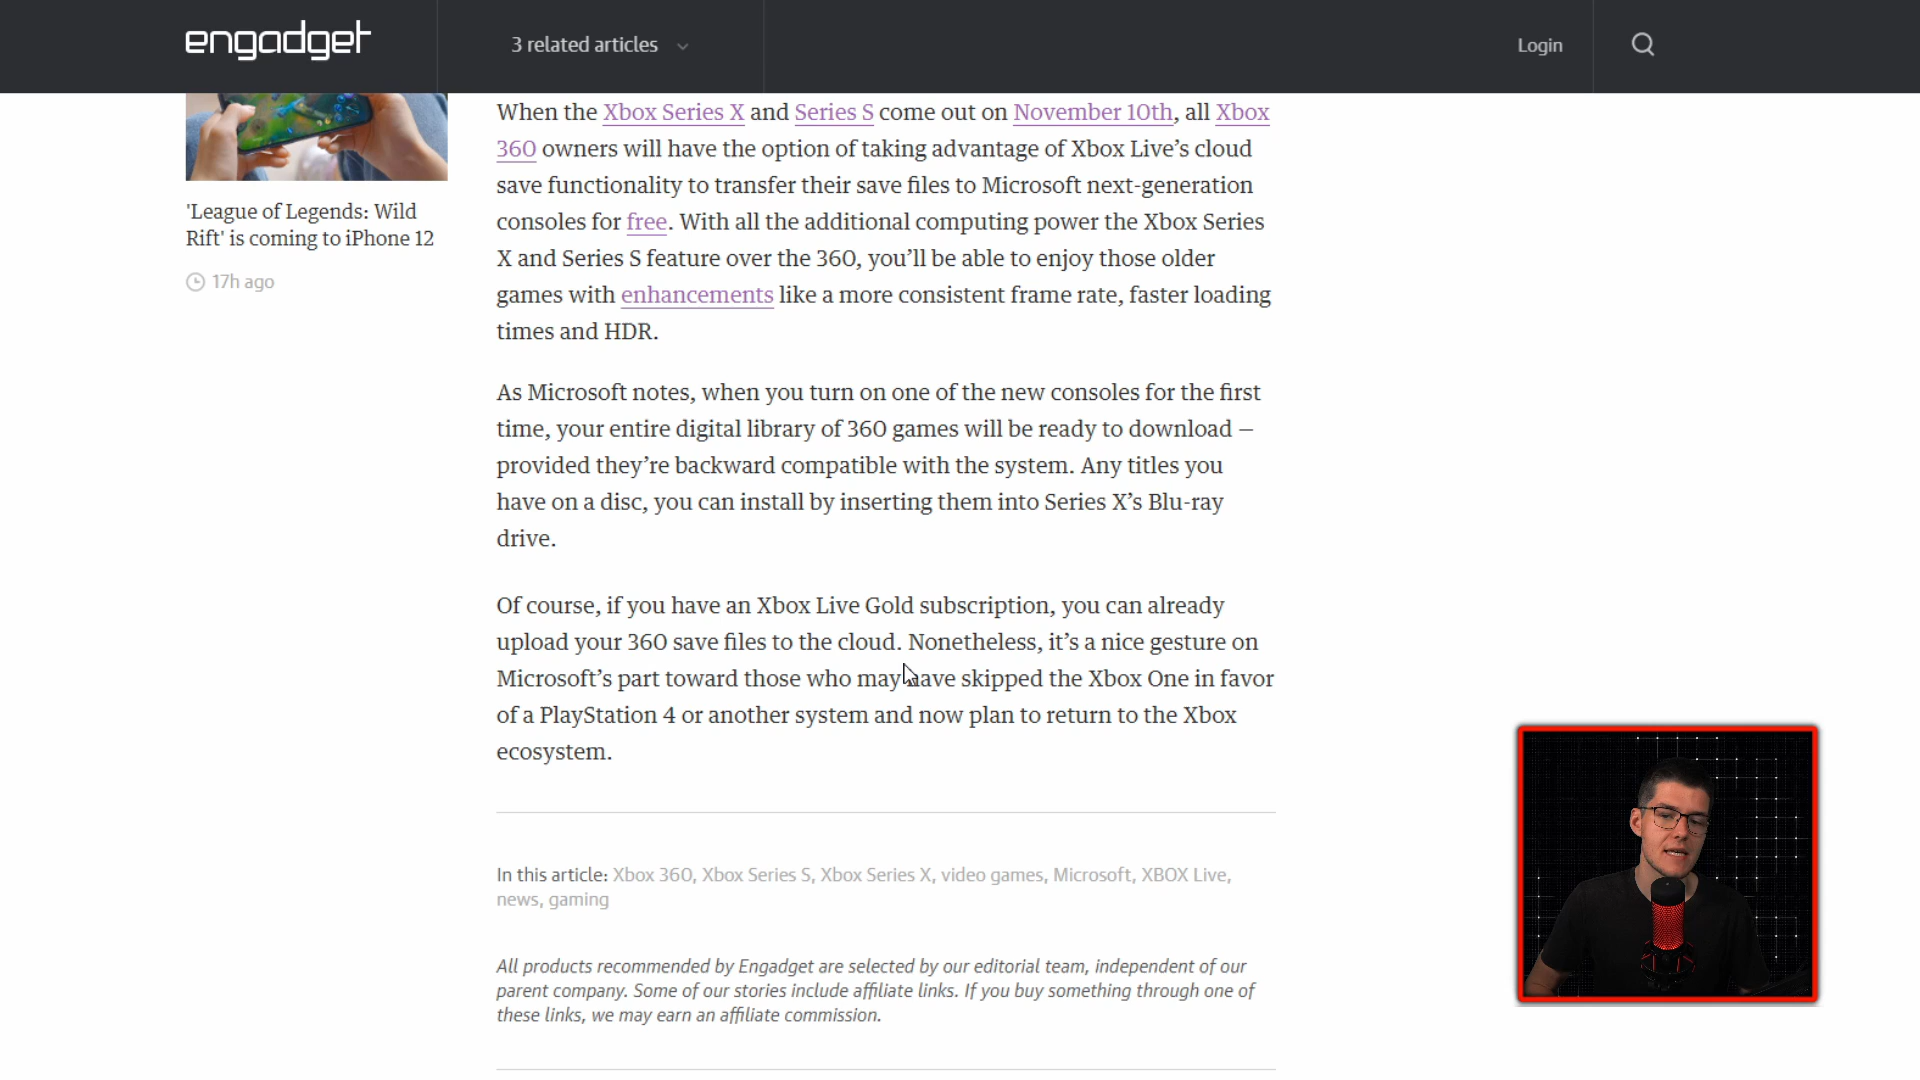 engadget
3 related articles
Login
'League of Legends: Wild
Rift' is coming to iPhone 12
17h ago
When the Xbox Series X and Series S come out on November 10th, all Xbox
360 owners will have the option of taking advantage of Xbox Live’s cloud
save functionality to transfer their save files to Microsoft next-generation
consoles for free. With all the additional computing power the Xbox Series
X and Series S feature over the 360, you’ll be able to enjoy those older
games with enhancements like a more consistent frame rate, faster loading
times and HDR.
As Microsoft notes, when you turn on one of the new consoles for the first
time, your entire digital library of 360 games will be ready to download —
provided they’re backward compatible with the system. Any titles you
have on a disc, you can install by inserting them into Series X’s Blu-ray
drive.
Of course, if you have an Xbox Live Gold subscription, you can already
upload your 360 save files to the cloud. Nonetheless, it’s a nice gesture on
Microsoft’s part toward those who may have skipped the Xbox One in favor
of a PlayStation 4 or another system and now plan to return to the Xbox
ecosystem.
In this article: Xbox 360, Xbox Series S, Xbox Series X, video games, Microsoft, XBOX Live,
news, gaming
All products recommended by Engadget are selected by our editorial team, independent of our
parent company. Some of our stories include affiliate links. If you buy something through one of
these links, we may earn an affiliate commission.